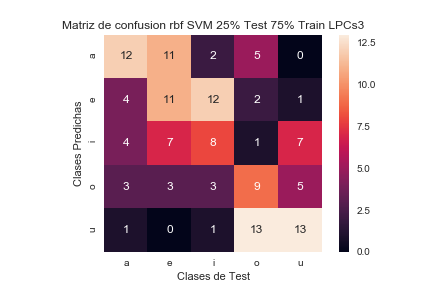 Matriz de confusion rbf SVM 25% Test 75% Train LPCs3
a 12 11 2 5 0
e 4 11 12 2 1
i 4 7 8 1 7
o 3 3 3 9 5
u 1 0 1 13 13
a e i o u
Clases Predichas
Clases de Test
12.5
10.0
7.5
5.0
2.5
0.0